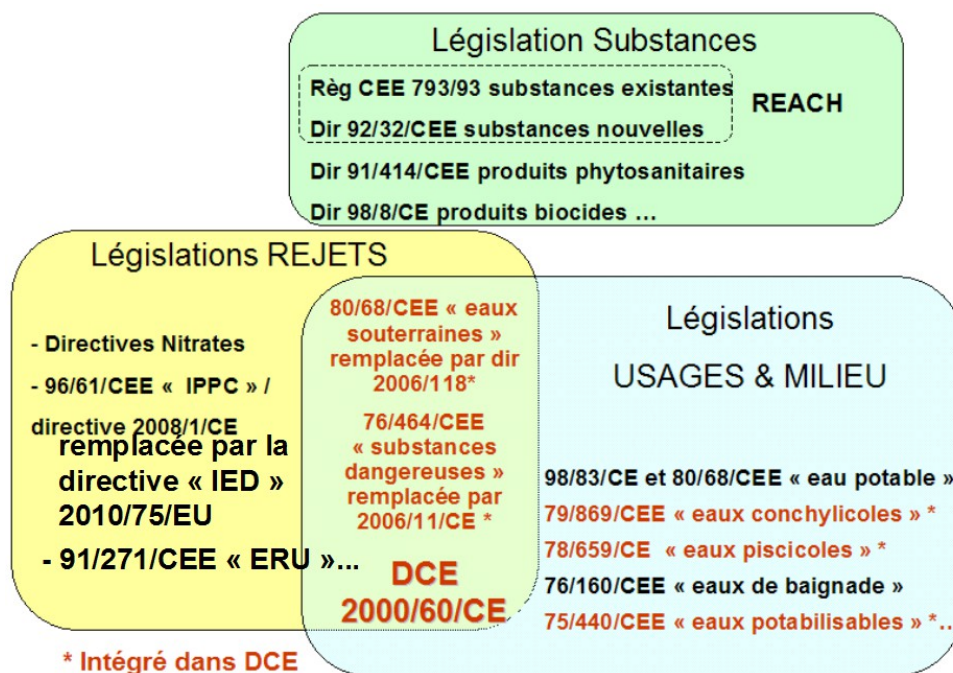 Législation Substances
Règ CEE 793/93 substances existantes
REACH
Dir 92/32/CEE substances nouvelles
Dir 91/414/CEE produits phytosanitaires
Dir 98/8/CE produits biocides ...
Législations REJETS
- Directives Nitrates
- 96/61/CEE « IPPC » /
directive 2008/1/CE
remplacée par la
directive « IED »
2010/75/EU
- 91/271/CEE « ERU »...
80/68/CEE « eaux
souterraines »
remplacée par dir
2006/118*
76/464/CEE
« substances
dangereuses »
remplacée par
2006/11/CE *
DCE
2000/60/CE
Législations
USAGES & MILIEU
98/83/CE et 80/68/CEE « eau potable »
79/869/CEE « eaux conchylicoles » *
78/659/CE « eaux piscicoles » *
76/160/CEE « eaux de baignade »
75/440/CEE « eaux potabilisables » *...
* Intégré dans DCE